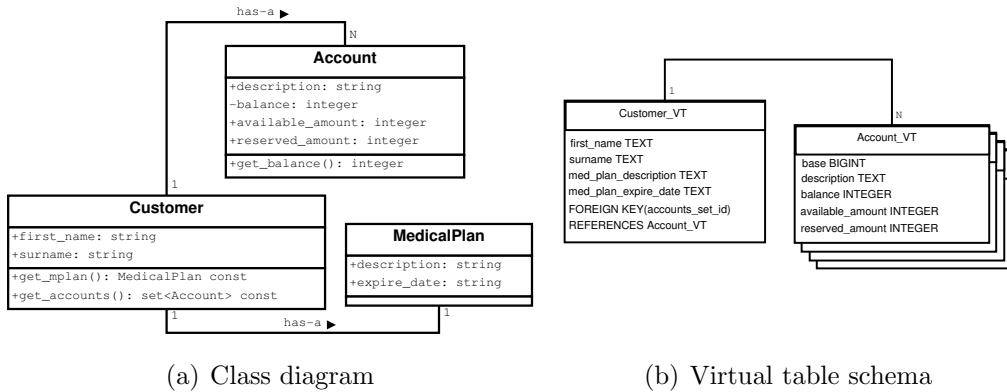 has-a ▶
N
Account
+description: string
-balance: integer
+available_amount: integer
+reserved_amount: integer
+get_balance(): integer
1
Customer
+first_name: string
+surname: string
+get_mplan(): MedicalPlan const
+get_accounts(): set<Account> const
1
has-a ▶
MedicalPlan
+description: string
+expire_date: string
1
(a) Class diagram
1
Customer_VT
first_name TEXT
surname TEXT
med_plan_description TEXT
med_plan_expire_date TEXT
FOREIGN KEY(accounts_set_id)
REFERENCES Account_VT
N
Account_VT
base BIGINT
description TEXT
balance INTEGER
available_amount INTEGER
reserved_amount INTEGER
(b) Virtual table schema